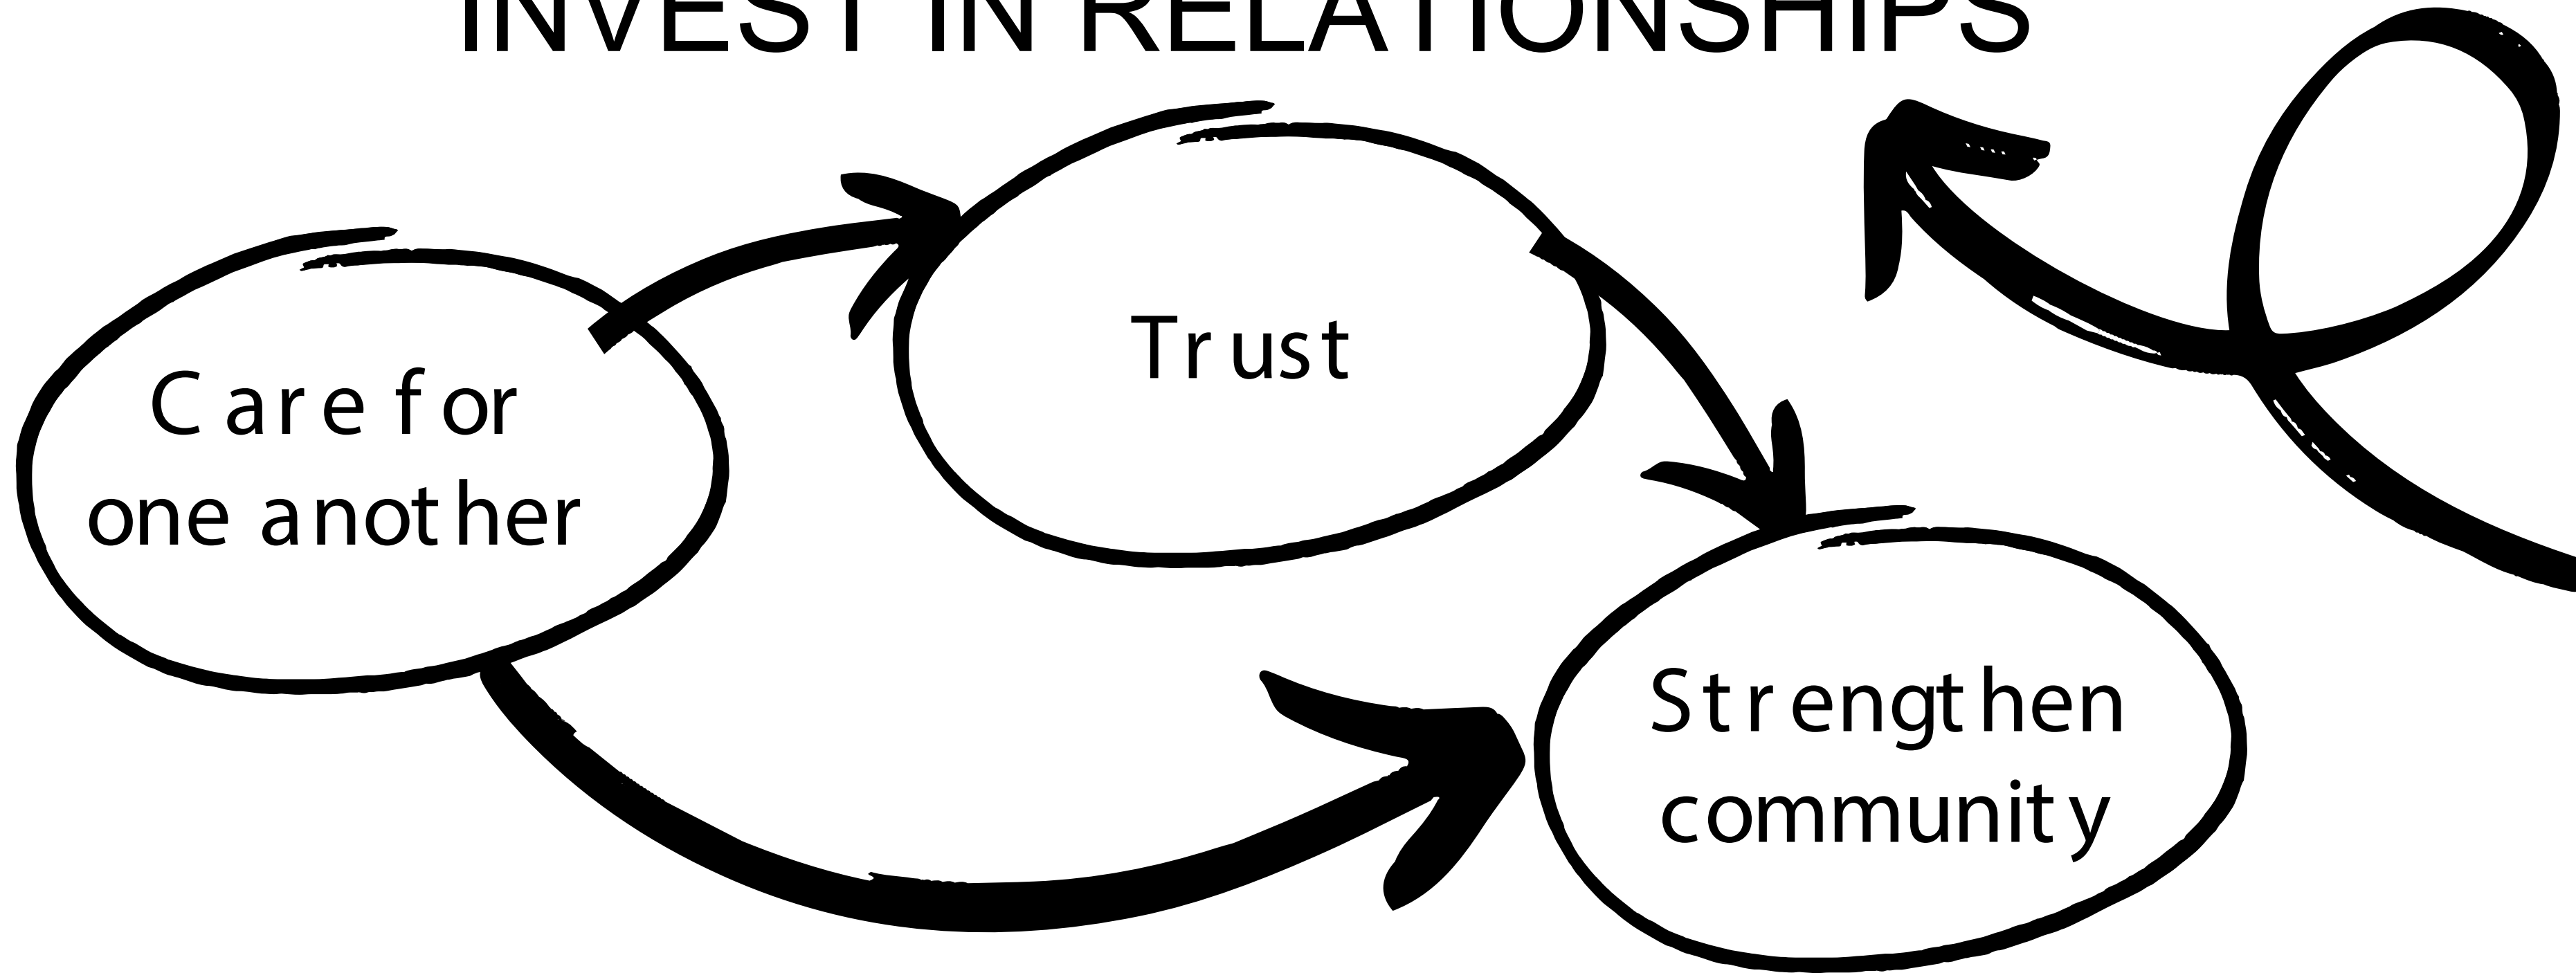 INVEST IN RELATIONSHIPS
Trust
Care for
one another
Strengthen
community